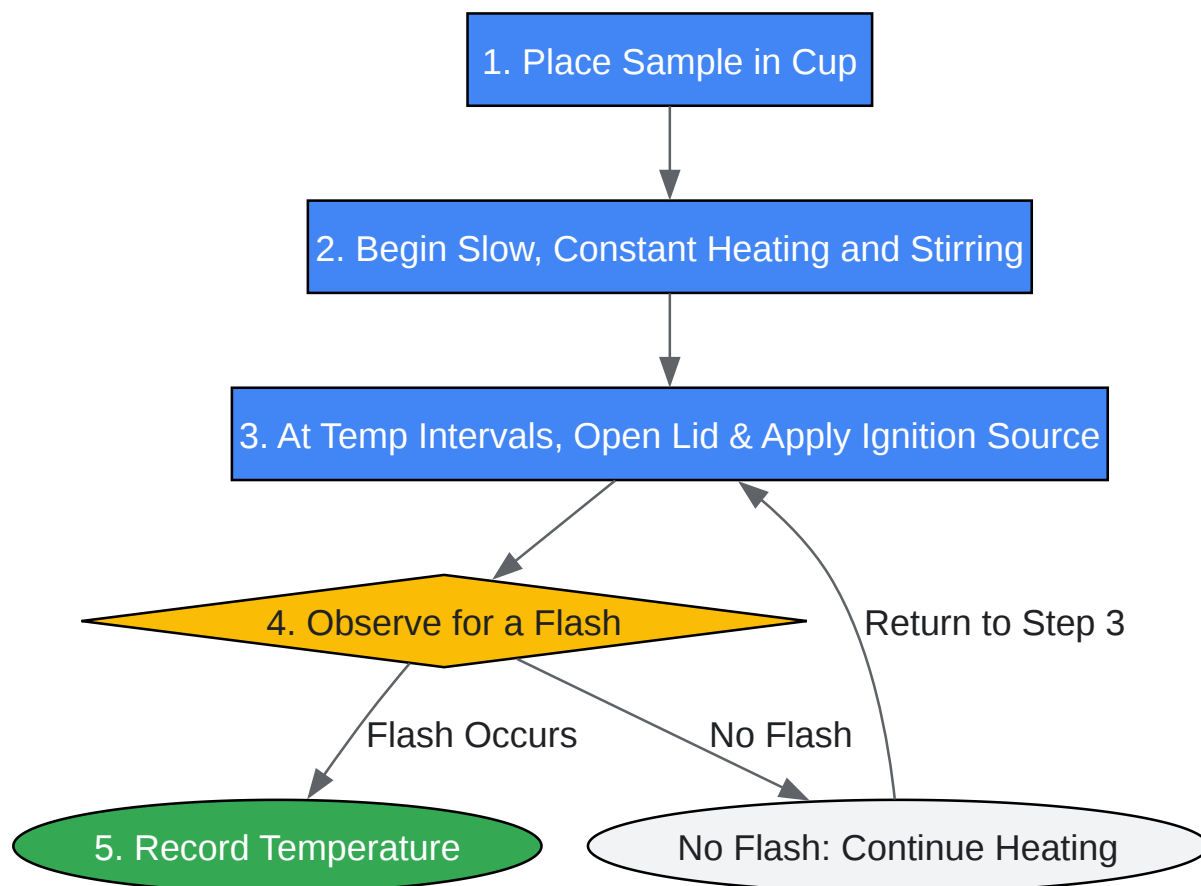 1. Place Sample in Cup
2. Begin Slow, Constant Heating and Stirring
3. At Temp Intervals, Open Lid & Apply Ignition Source
4. Observe for a Flash
Return to Step 3
Flash Occurs
No Flash
5. Record Temperature
No Flash: Continue Heating